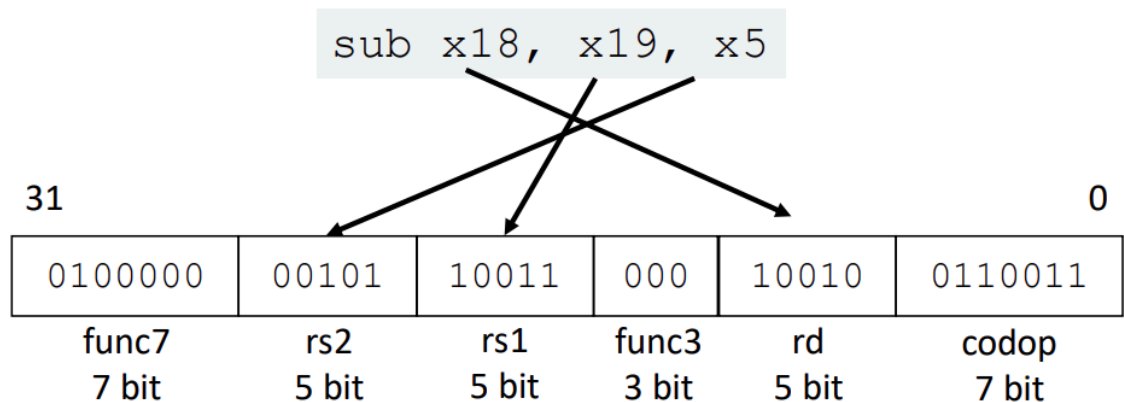 sub x18, x19, x5
31 0
0100000 00101 10011 000 10010 0110011
func7 rs2 rs1 func3 rd codop
7 bit 5 bit 5 bit 3 bit 5 bit 7 bit